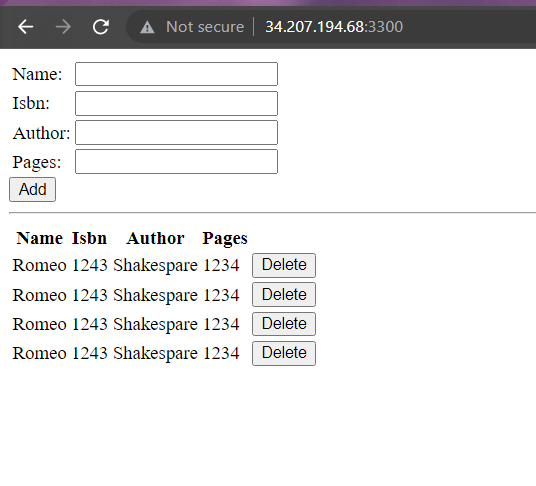 Not secure | 34.207.194.68:3300
Name:
Isbn:
Author:
Pages:
Add
Name Isbn Author Pages
Romeo 1243 Shakespare 1234 Delete
Romeo 1243 Shakespare 1234 Delete
Romeo 1243 Shakespare 1234 Delete
Romeo 1243 Shakespare 1234 Delete